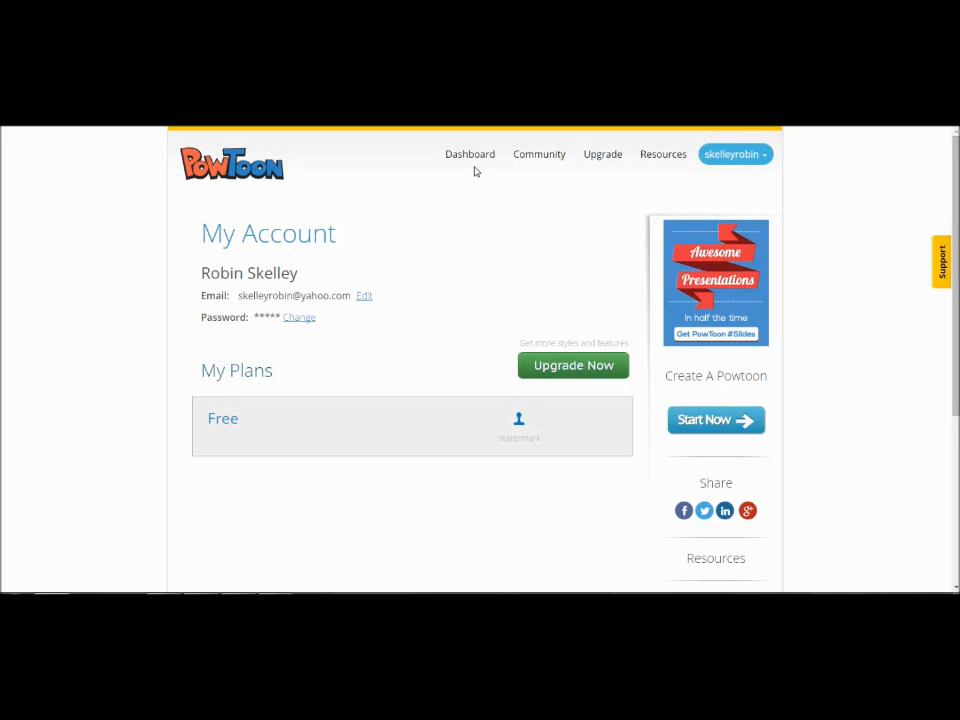 PowToon
Dashboard Community Upgrade Resources skelleyrobin
My Account
Robin Skelley
Email: skelleyrobin@yahoo.com Edit
Password: ***** Change
Get more styles and features
My Plans
Upgrade Now
Free
Watermark
Awesome
Presentations
In half the time
Get PowToon #Slides
Create A Powtoon
Start Now
Share
Resources
Support